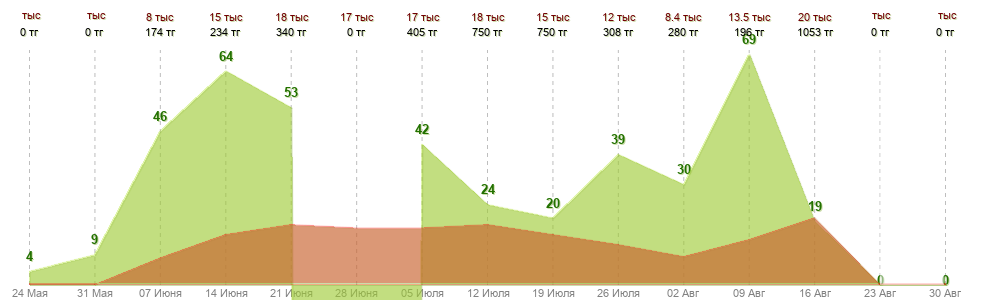 тыс тыс 8 тыс 15 тыс 18 тыс 17 тыс 17 тыс 18 тыс 15 тыс 12 тыс 8.4 тыс 13.5 тыс 20 тыс тыс тыс
0 тг 0 тг 174 тг 234 тг 340 тг 0 тг 405 тг 750 тг 750 тг 308 тг 280 тг 196 тг 1053 тг 0 тг 0 тг
4 9 46 64 53 42 24 20 39 30 69 19 0 0
24 Мая 31 Мая 07 Июня 14 Июня 21 Июня 28 Июня 05 Июля 12 Июля 19 Июля 26 Июля 02 Авг 09 Авг 16 Авг 23 Авг 30 Авг